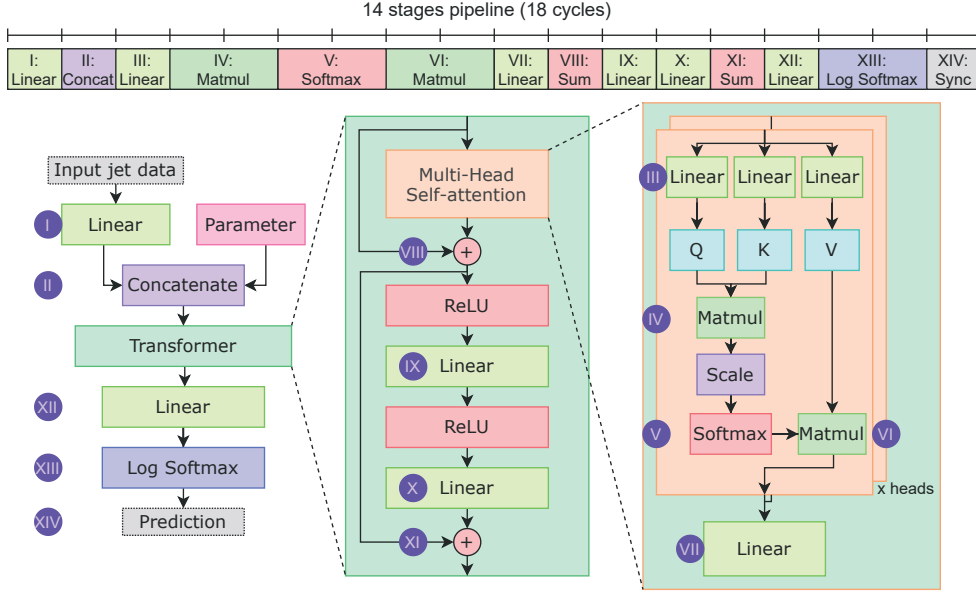 14 stages pipeline (18 cycles)
I: Linear
II: Concat
III: Linear
IV: Matmul
V: Softmax
VI: Matmul
VII: Linear
VIII: Sum
IX: Linear
X: Linear
XI: Sum
XII: Linear
XIII: Log Softmax
XIV: Sync
Input jet data
I
Linear
Parameter
II
Concatenate
Transformer
XII
Linear
XIII
Log Softmax
XIV
Prediction
Multi-Head
Self-attention
VIII
+
ReLU
IX
Linear
ReLU
X
Linear
XI
+
III
Linear
Linear
Linear
Q
K
V
IV
Matmul
Scale
V
Softmax
Matmul
VI
x heads
VII
Linear